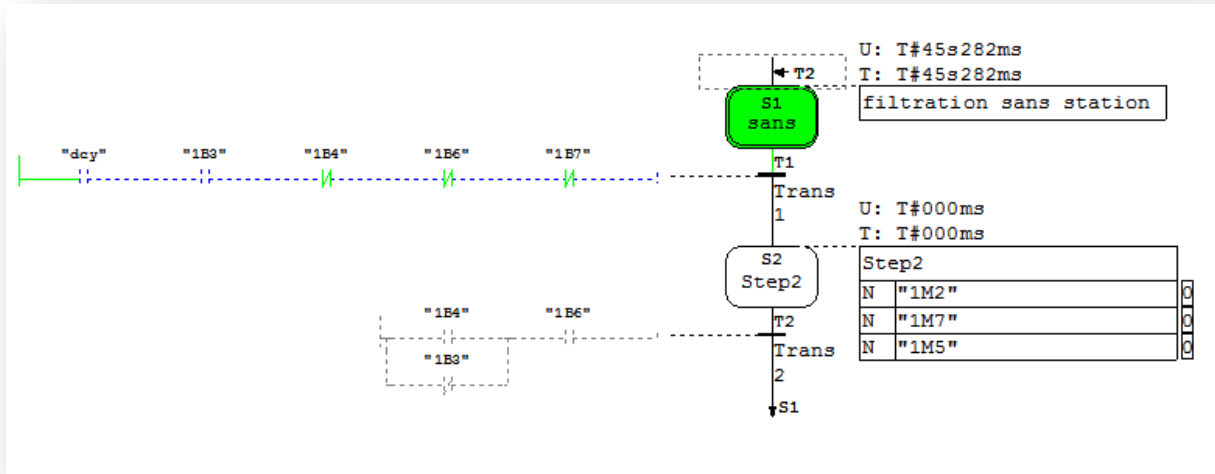 U: T#45s282ms
T2
T: T#45s282ms
S1
sans
filtration sans station
"dcy" "1B3" "1B4" "1B6" "1B7"
T1
Trans
1
U: T#000ms
T: T#000ms
S2
Step2
Step2
N "1M2" 0
N "1M7" 0
N "1M5" 0
"1B4" "1B6"
T2
"1B3"
Trans
2
S1